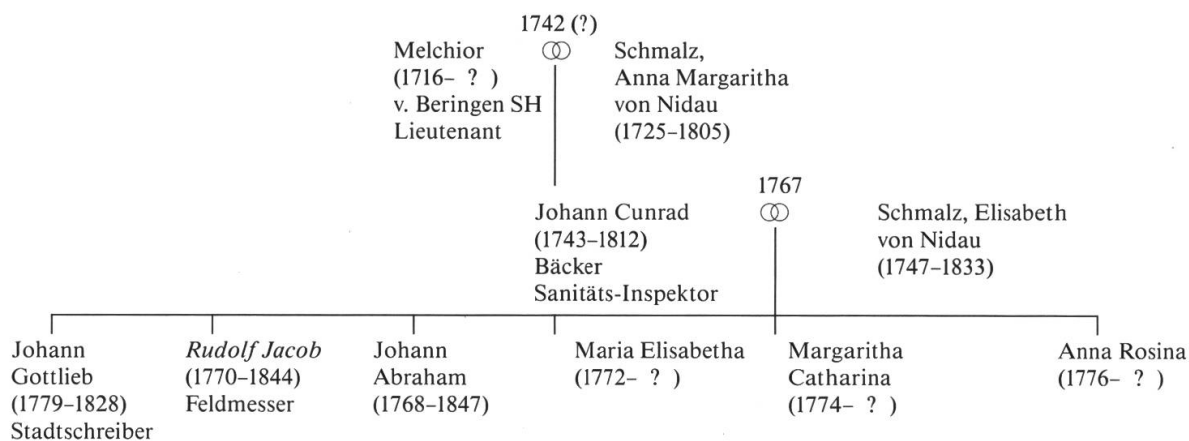 1742 (?)
Melchior
(1716– ? )
v. Beringen SH
Lieutenant
Schmalz,
Anna Margaritha
von Nidau
(1725–1805)
1767
Johann Cunrad
(1743–1812)
Bäcker
Sanitäts-Inspektor
Schmalz, Elisabeth
von Nidau
(1747–1833)
Johann
Gottlieb
(1779–1828)
Stadtschreiber
Rudolf Jacob
(1770–1844)
Feldmesser
Johann
Abraham
(1768–1847)
Maria Elisabetha
(1772– ? )
Margaritha
Catharina
(1774– ? )
Anna Rosina
(1776– ? )